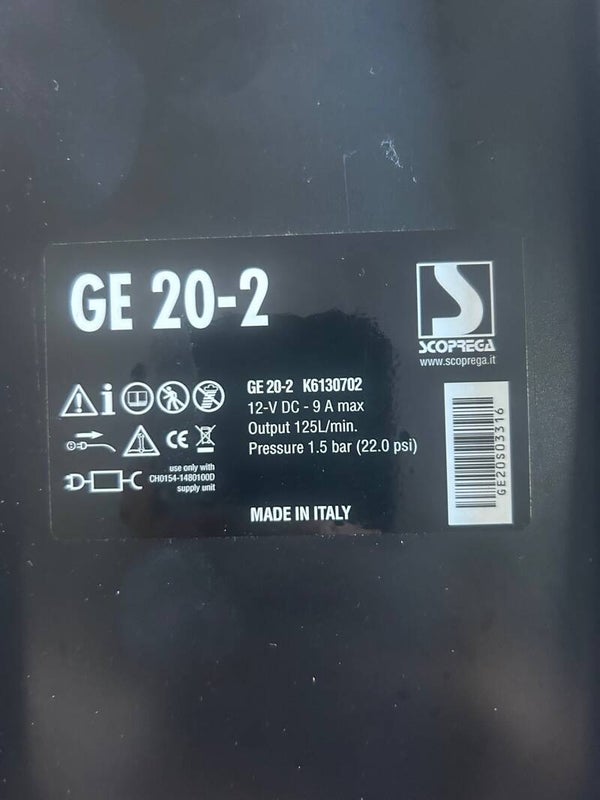 GE 20-2
SCOPREGA
www.scoprega.it
GE 20-2 K6130702
12-V DC - 9 A max
Output 125L/min.
Pressure 1.5 bar (22.0 psi)
CE
use only with
CH0154-1480100D
supply unit
MADE IN ITALY
GE20S03316